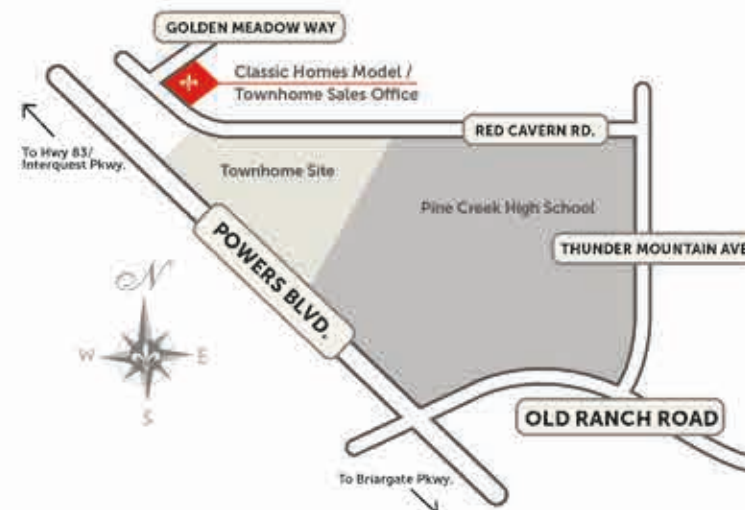 GOLDEN MEADOW WAY
Classic Homes Model /
Townhome Sales Office
RED CAVERN RD.
To Hwy 83/
Interquest Pkwy.
Townhome Site
Pine Creek High School
POWERS BLVD.
THUNDER MOUNTAIN AVE
N
W
E
S
OLD RANCH ROAD
To Briargate Pkwy.